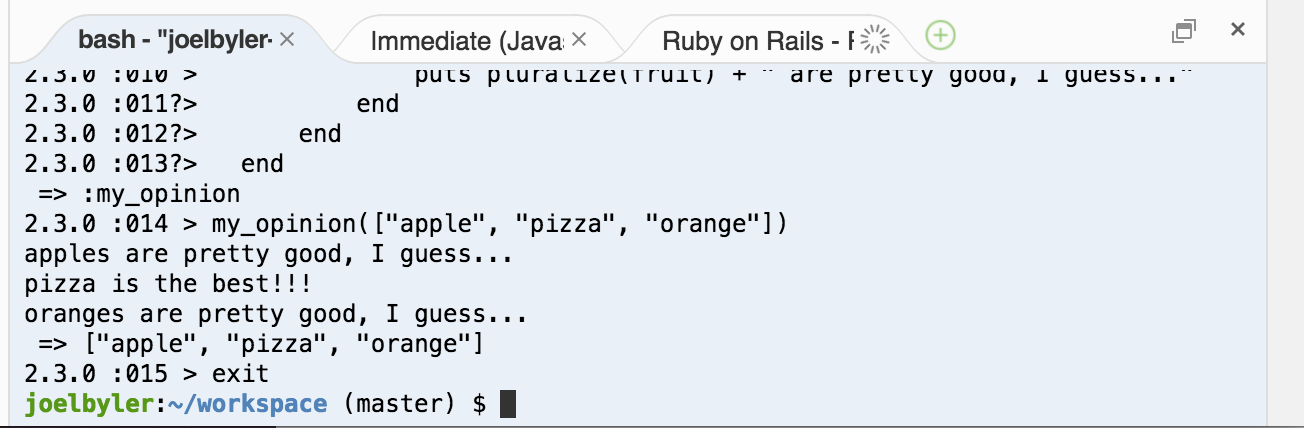 bash - "joelbyler-
Immediate (Javas
Ruby on Rails - 
2.3.0 :010 >               puts pluralize(fruit) + " are pretty good, I guess..."
2.3.0 :011?>           end
2.3.0 :012?>       end
2.3.0 :013?>   end
 => :my_opinion
2.3.0 :014 > my_opinion(["apple", "pizza", "orange"])
apples are pretty good, I guess...
pizza is the best!!!
oranges are pretty good, I guess...
 => ["apple", "pizza", "orange"]
2.3.0 :015 > exit
joelbyler:~/workspace (master) $